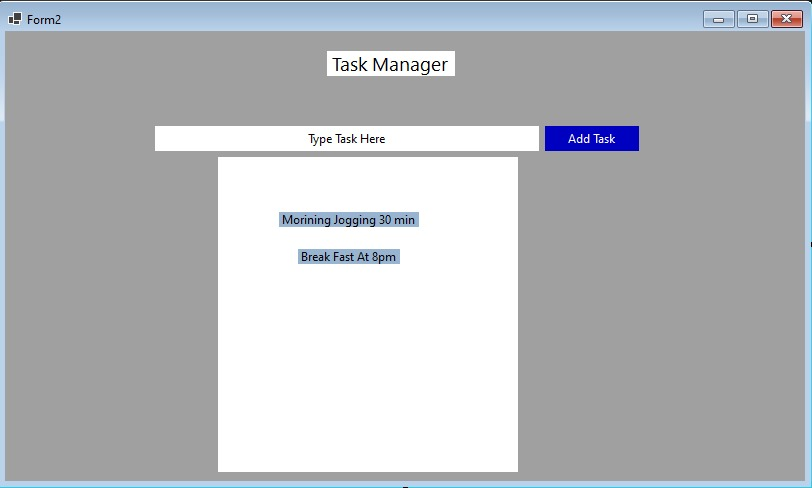 Form2
Task Manager
Type Task Here
Add Task
Morining Jogging 30 min
Break Fast At 8pm